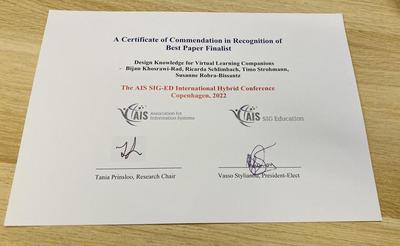 A Certificate of Commendation in Recognition of
Best Paper Finalist
Design Knowledge for Virtual Learning Companions
- Bijan Khosrawi-Rad, Ricarda Schlimbach, Timo Strohmann,
Susanne Robra-Bissantz
The AIS SIG-ED International Hybrid Conference
Copenhagen, 2022
AIS Association for
Information Systems
AIS SIG Education
Tania Prinsloo, Research Chair
Vasso Stylianou, President-Elect